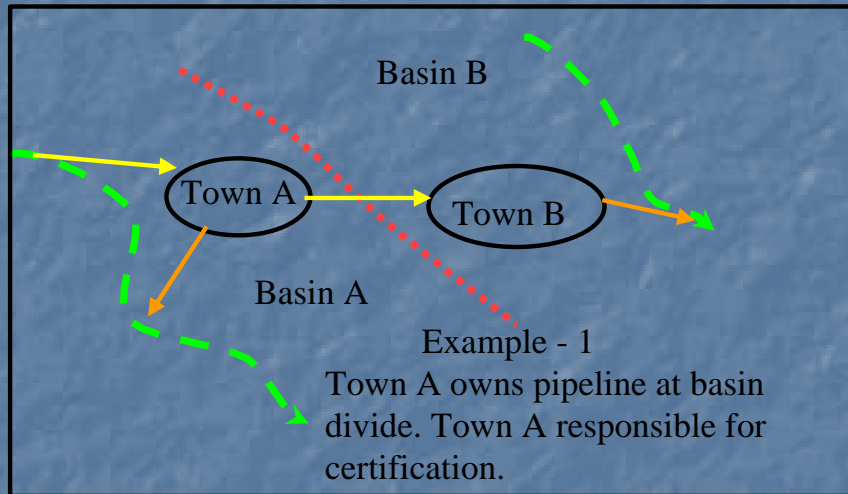 Basin B
Town A
Town B
Basin A
Example - 1
Town A owns pipeline at basin
divide. Town A responsible for
certification.